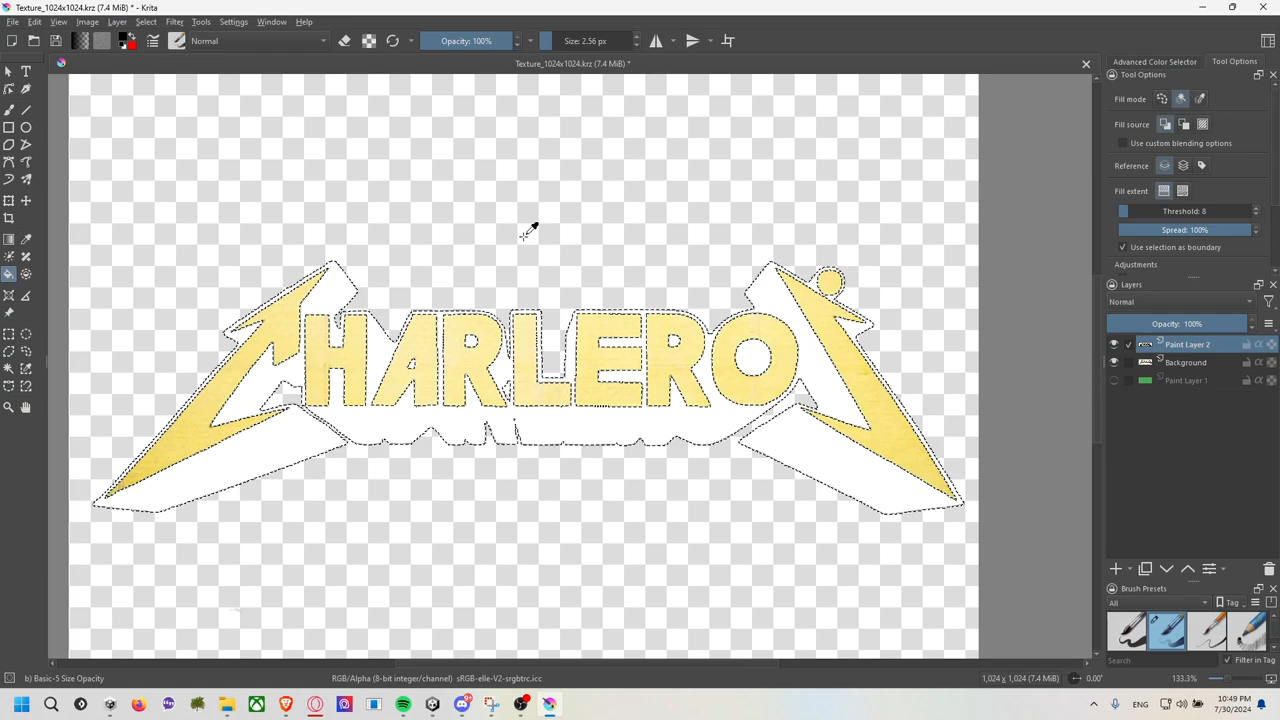 Texture_1024x1024.krz (7.4 MiB) * - Krita
File Edit View Image Layer Select Filter Tools Settings Window Help
Normal Opacity: 100% Size: 2.56 px
Texture_1024x1024.krz (7.4 MiB) *
Advanced Color Selector Tool Options
Tool Options
Fill mode
Fill source
Use custom blending options
Reference
Fill extent
Threshold: 8
Spread: 100%
Use selection as boundary
Adjustments
HARLERO
Layers
Normal
Opacity: 100%
Paint Layer 2
Background
Paint Layer 1
Brush Presets
All Tag
Search Filter in Tag
b) Basic-5 Size Opacity RGB/Alpha (8-bit integer/channel) sRGB-elle-V2-srgbtrc.icc 1,024 x 1,024 (7.4 MiB) 0.00° 133.3%
9+ ENG 10:49 PM
7/30/2024